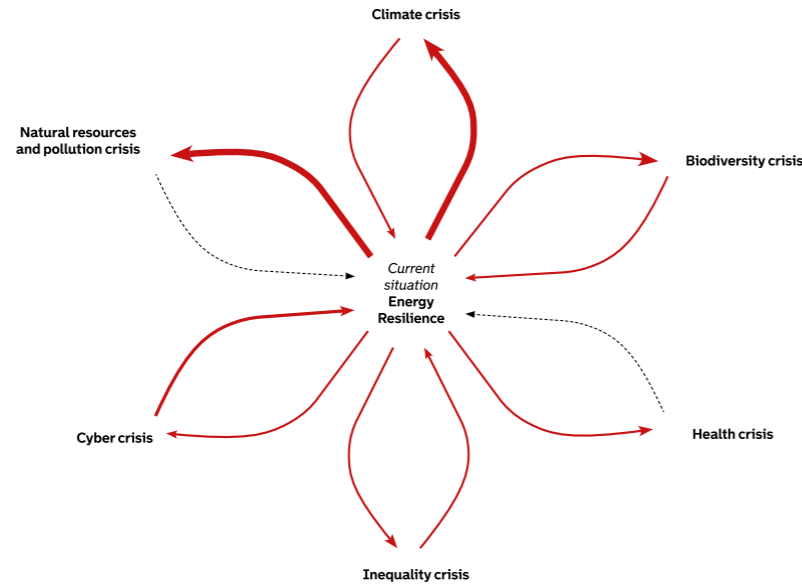 Climate crisis
Natural resources
and pollution crisis
Biodiversity crisis
Current
situation
Energy
Resilience
Cyber crisis
Health crisis
Inequality crisis